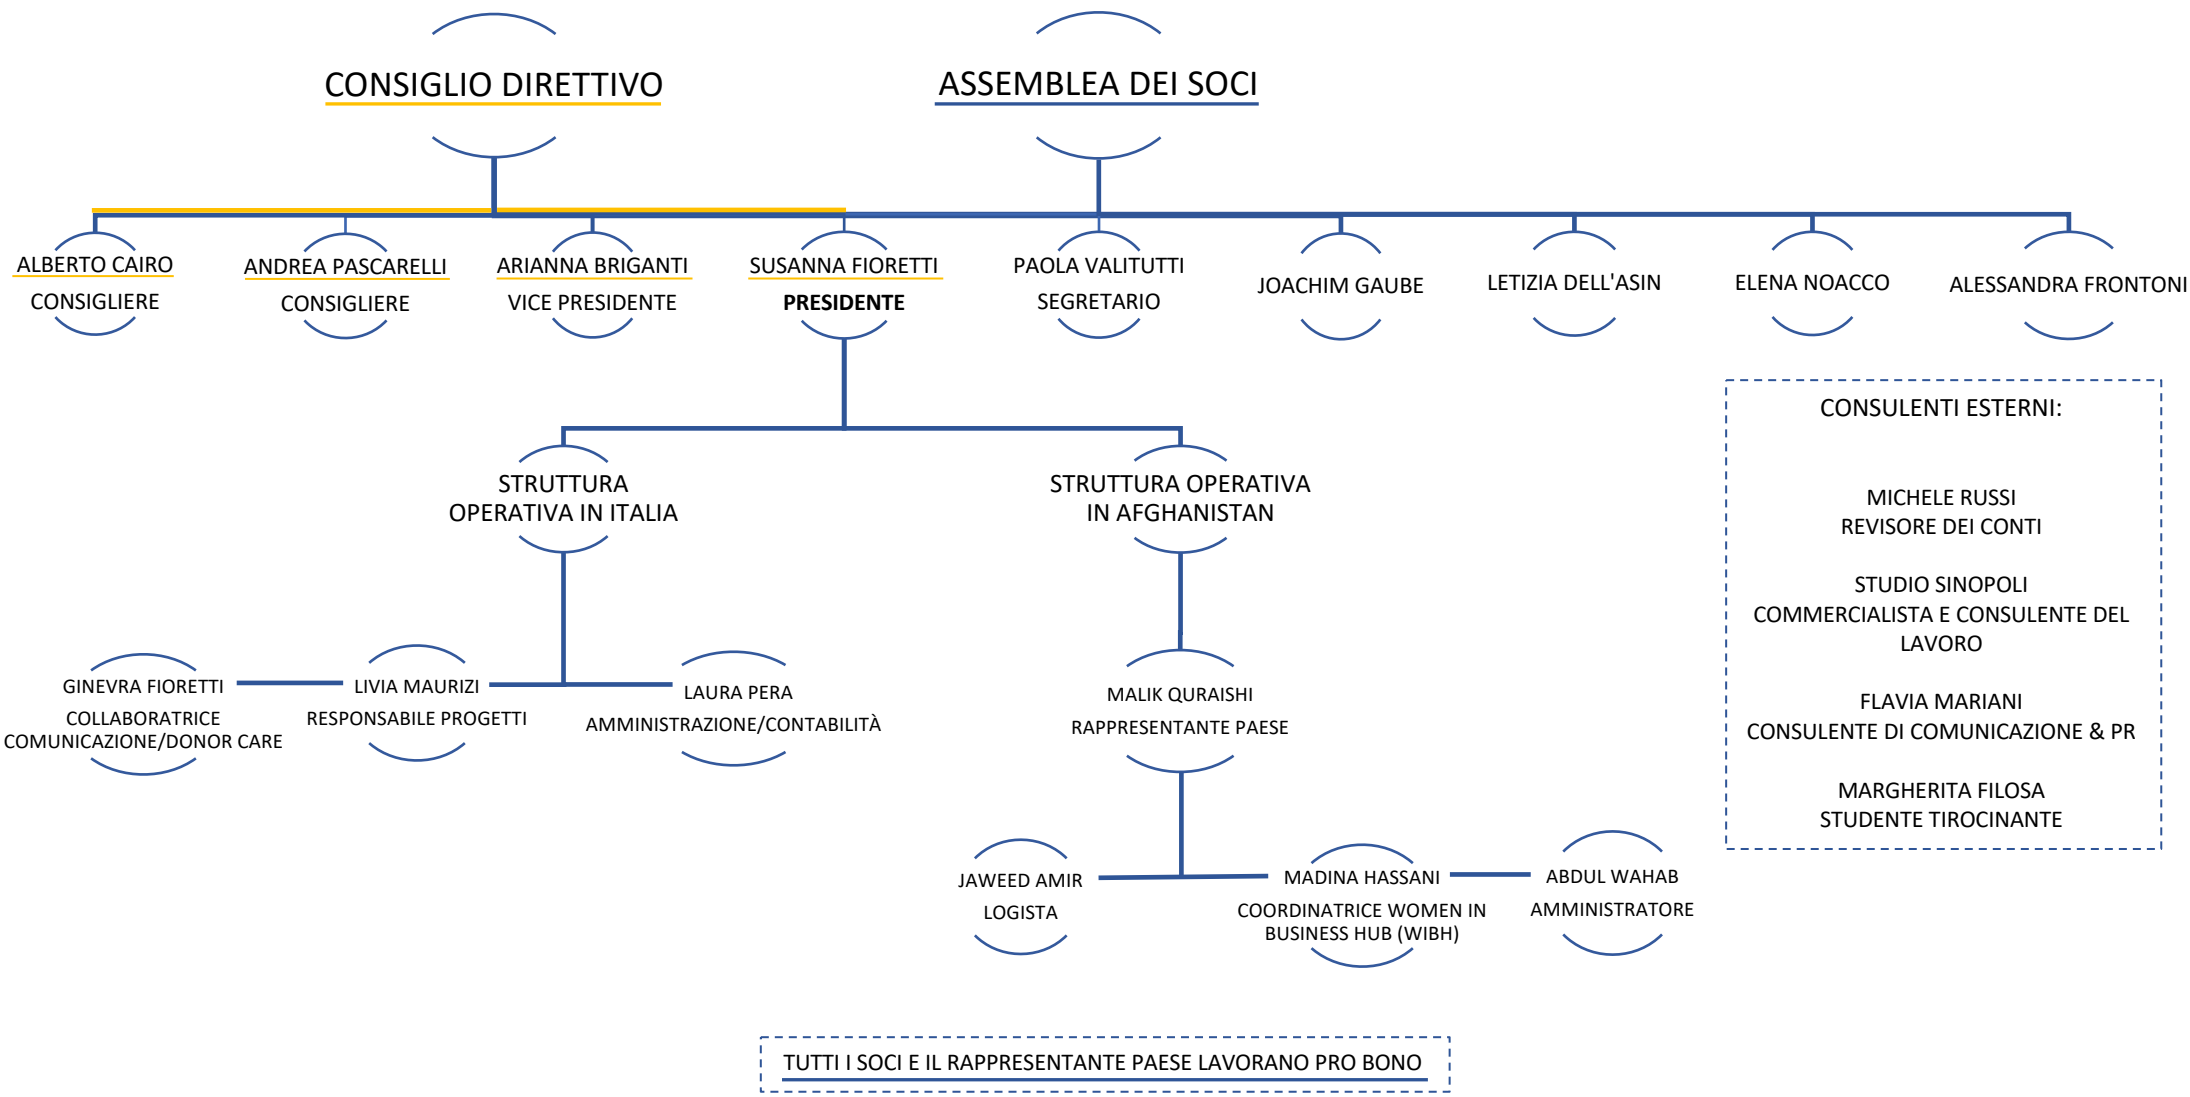 CONSIGLIO DIRETTIVO
ASSEMBLEA DEI SOCI
ALBERTO CAIRO
CONSIGLIERE
ANDREA PASCARELLI
CONSIGLIERE
ARIANNA BRIGANTI
VICE PRESIDENTE
SUSANNA FIORETTI
PRESIDENTE
PAOLA VALITUTTI
SEGRETARIO
JOACHIM GAUBE
LETIZIA DELL'ASIN
ELENA NOACCO
ALESSANDRA FRONTONI
STRUTTURA
OPERATIVA IN ITALIA
STRUTTURA OPERATIVA
IN AFGHANISTAN
GINEVRA FIORETTI
COLLABORATRICE
COMUNICAZIONE/DONOR CARE
LIVIA MAURIZI
RESPONSABILE PROGETTI
LAURA PERA
AMMINISTRAZIONE/CONTABILITÀ
MALIK QURAISHI
RAPPRESENTANTE PAESE
JAWEED AMIR
LOGISTA
MADINA HASSANI
COORDINATRICE WOMEN IN
BUSINESS HUB (WIBH)
ABDUL WAHAB
AMMINISTRATORE
CONSULENTI ESTERNI:
MICHELE RUSSI
REVISORE DEI CONTI
STUDIO SINOPOLI
COMMERCIALISTA E CONSULENTE DEL
LAVORO
FLAVIA MARIANI
CONSULENTE DI COMUNICAZIONE & PR
MARGHERITA FILOSA
STUDENTE TIROCINANTE
TUTTI I SOCI E IL RAPPRESENTANTE PAESE LAVORANO PRO BONO